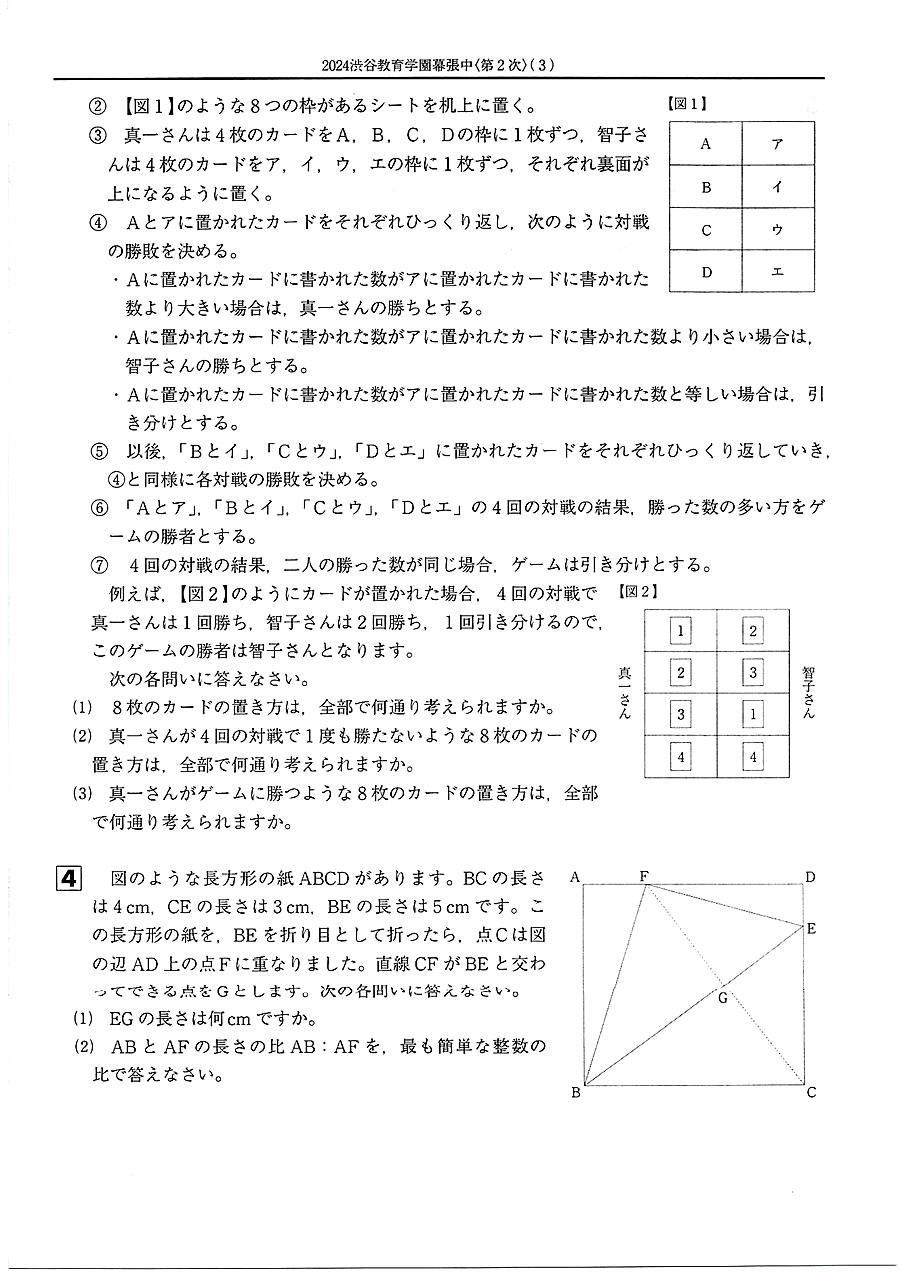 2024渋谷教育学園幕張中〈第2次〉(3)
② 【図1】のような8つの枠があるシートを机上に置く。
【図1】
③ 真一さんは4枚のカードをA，B，C，Dの枠に1枚ずつ，智子さ
んは4枚のカードをア，イ，ウ，エの枠に1枚ずつ，それぞれ裏面が
上になるように置く。
A ア
B イ
C ウ
D エ
④ Aとアに置かれたカードをそれぞれひっくり返し，次のように対戦
の勝敗を決める。
・Aに置かれたカードに書かれた数がアに置かれたカードに書かれた
数より大きい場合は，真一さんの勝ちとする。
・Aに置かれたカードに書かれた数がアに置かれたカードに書かれた数より小さい場合は，
智子さんの勝ちとする。
・Aに置かれたカードに書かれた数がアに置かれたカードに書かれた数と等しい場合は，引
き分けとする。
⑤ 以後，「Bとイ」，「Cとウ」，「Dとエ」に置かれたカードをそれぞれひっくり返していき，
④と同様に各対戦の勝敗を決める。
⑥ 「Aとア」，「Bとイ」，「Cとウ」，「Dとエ」の4回の対戦の結果，勝った数の多い方をゲ
ームの勝者とする。
⑦ 4回の対戦の結果，二人の勝った数が同じ場合，ゲームは引き分けとする。
例えば，【図2】のようにカードが置かれた場合，4回の対戦で
真一さんは1回勝ち，智子さんは2回勝ち，1回引き分けるので，
このゲームの勝者は智子さんとなります。
次の各問いに答えなさい。
【図2】
真一さん
1 2
2 3
3 1
4 4
智子さん
(1) 8枚のカードの置き方は，全部で何通り考えられますか。
(2) 真一さんが4回の対戦で1度も勝たないような8枚のカードの
置き方は，全部で何通り考えられますか。
(3) 真一さんがゲームに勝つような8枚のカードの置き方は，全部
で何通り考えられますか。
4 図のような長方形の紙ABCDがあります。BCの長さ
は4cm，CEの長さは3cm，BEの長さは5cmです。こ
の長方形の紙を，BEを折り目として折ったら，点Cは図
の辺AD上の点Fに重なりました。直線CFがBEと交わ
ってできる点をGとします。次の各問いに答えなさい。
(1) EGの長さは何cmですか。
(2) ABとAFの長さの比AB：AFを，最も簡単な整数の
比で答えなさい。
A F D
E
G
B C